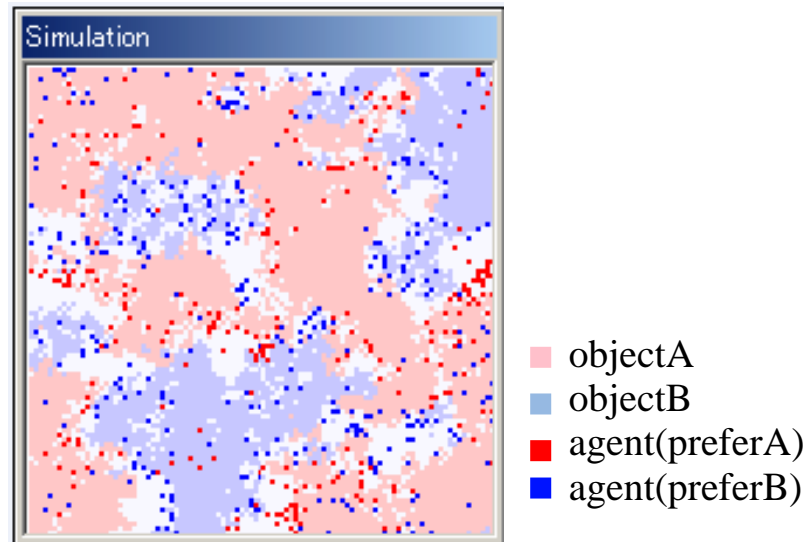 Simulation
objectA
objectB
agent(preferA)
agent(preferB)